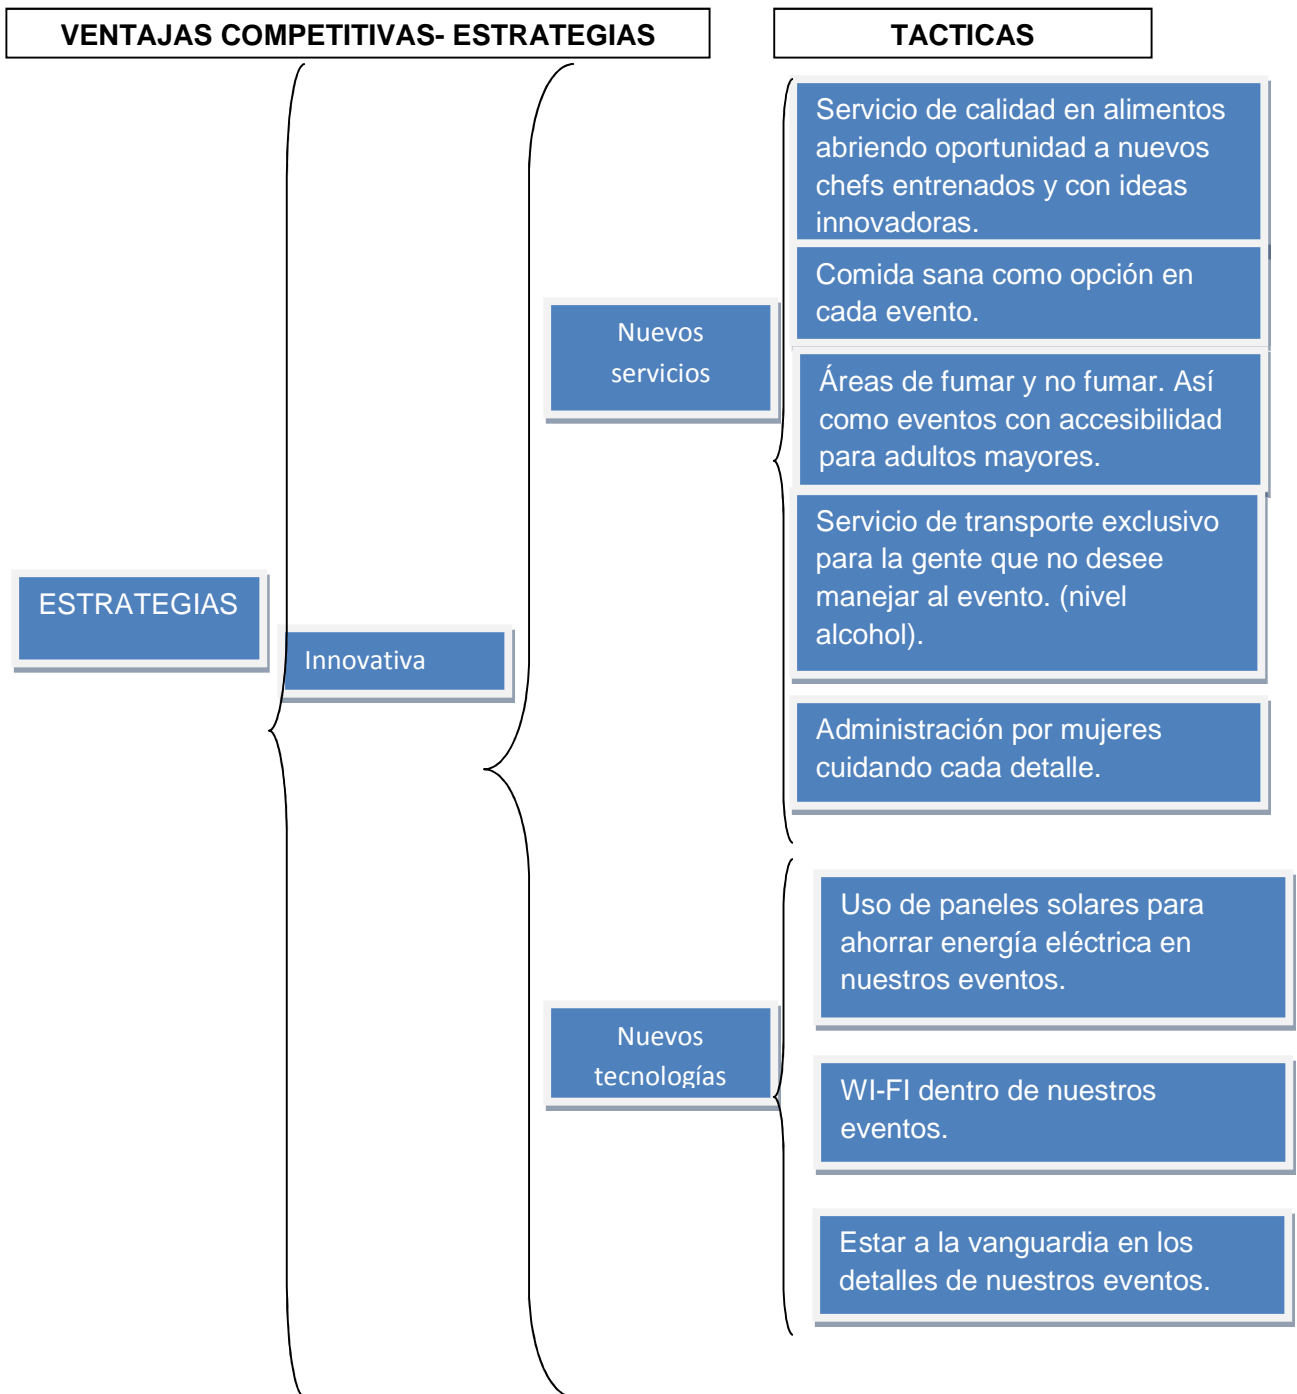 VENTAJAS COMPETITIVAS- ESTRATEGIAS
TACTICAS
Servicio de calidad en alimentos
abriendo oportunidad a nuevos
chefs entrenados y con ideas
innovadoras.
Comida sana como opción en
cada evento.
Nuevos
servicios
Áreas de fumar y no fumar. Así
como eventos con accesibilidad
para adultos mayores.
Servicio de transporte exclusivo
para la gente que no desee
manejar al evento. (nivel
alcohol).
ESTRATEGIAS
Innovativa
Administración por mujeres
cuidando cada detalle.
Uso de paneles solares para
ahorrar energía eléctrica en
nuestros eventos.
Nuevos
tecnologías
WI-FI dentro de nuestros
eventos.
Estar a la vanguardia en los
detalles de nuestros eventos.